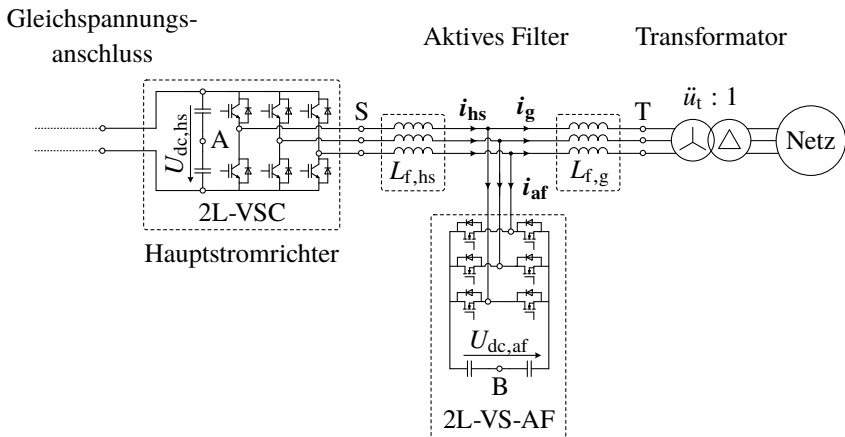 Gleichspannungs-
anschluss
Aktives Filter
Transformator
U_dc,hs
A
S
i_hs
i_g
T
ü_t : 1
Netz
L_f,hs
L_f,g
i_af
2L-VSC
Hauptstromrichter
U_dc,af
B
2L-VS-AF